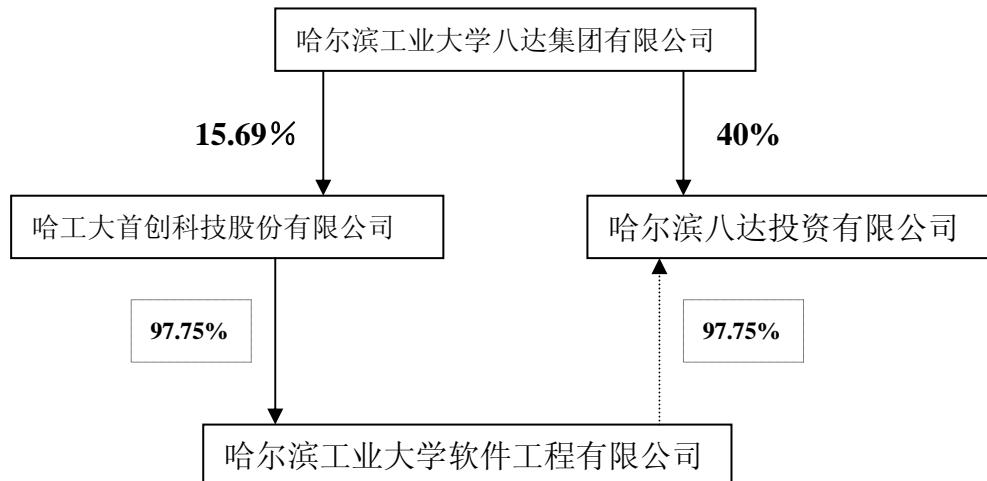 哈尔滨工业大学八达集团有限公司
15.69％
40%
哈工大首创科技股份有限公司
哈尔滨八达投资有限公司
97.75%
97.75%
哈尔滨工业大学软件工程有限公司